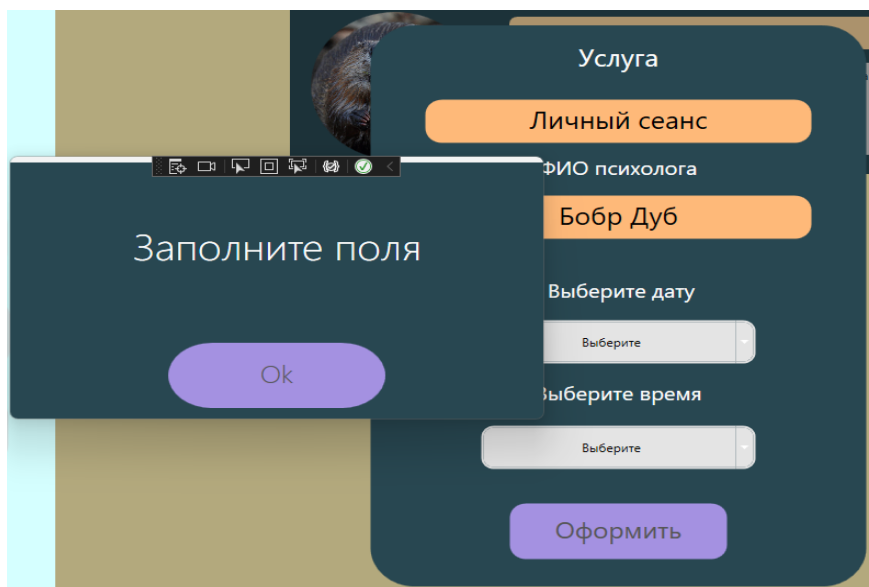 Услуга
Личный сеанс
ФИО психолога
Бобр Дуб
Заполните поля
Ok
Выберите дату
Выберите
Выберите время
Выберите
Оформить